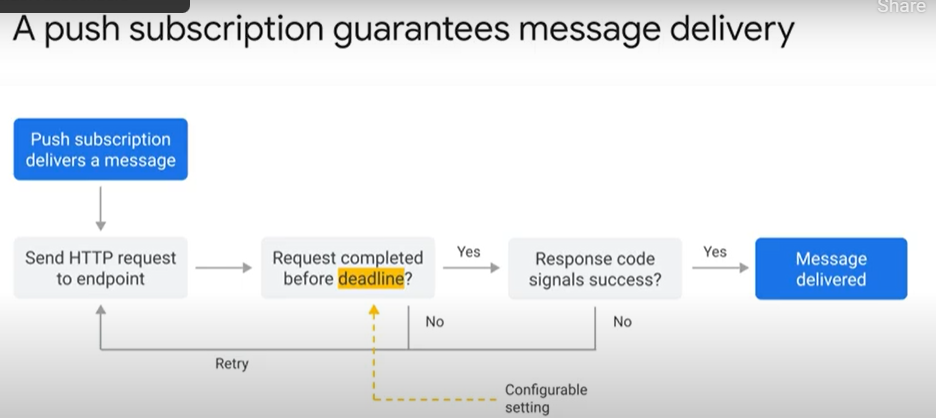 Share
A push subscription guarantees message delivery
Push subscription
delivers a message
Send HTTP request
to endpoint
Request completed
before deadline?
Yes
Response code
signals success?
Yes
Message
delivered
No
No
Retry
Configurable
setting